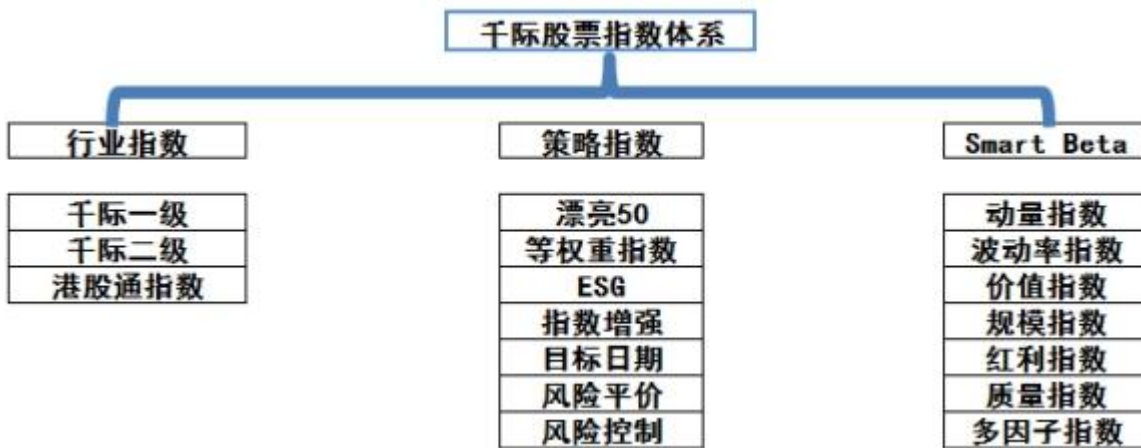 千际股票指数体系
行业指数
千际一级
千际二级
港股通指数
策略指数
漂亮50
等权重指数
ESG
指数增强
目标日期
风险平价
风险控制
Smart Beta
动量指数
波动率指数
价值指数
规模指数
红利指数
质量指数
多因子指数